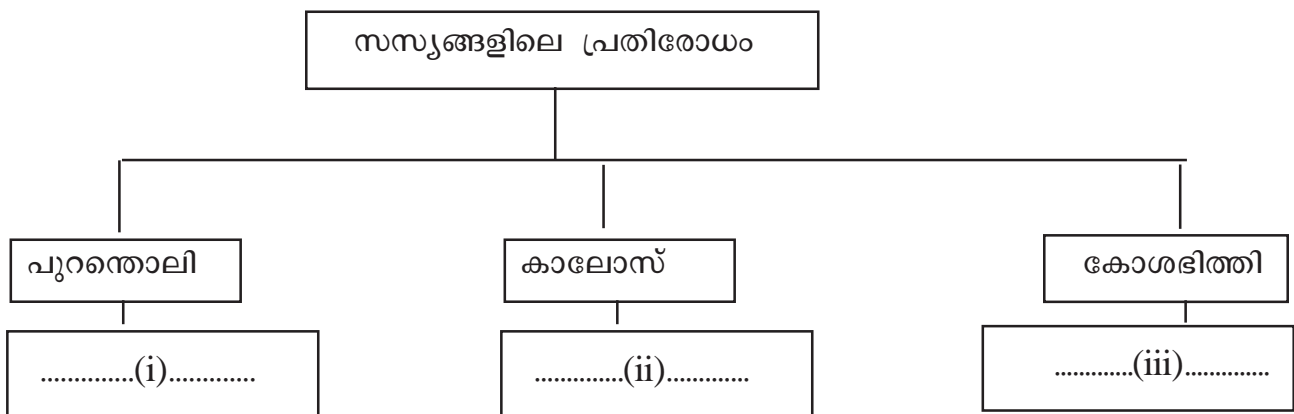 സസ്യങ്ങളിലെ പ്രതിരോധം
പുറന്തൊലി
കാലോസ്
കോശഭിത്തി
..............(i).............
.............(ii).............
............(iii).............